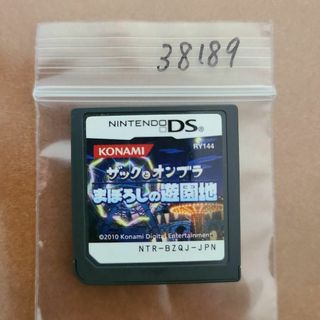 38189
NINTENDO DS
KONAMI
RY144
ザックとオンブラ
まぼろしの遊園地
©2010 Konami Digital Entertainment
NTR-BZQJ-JPN